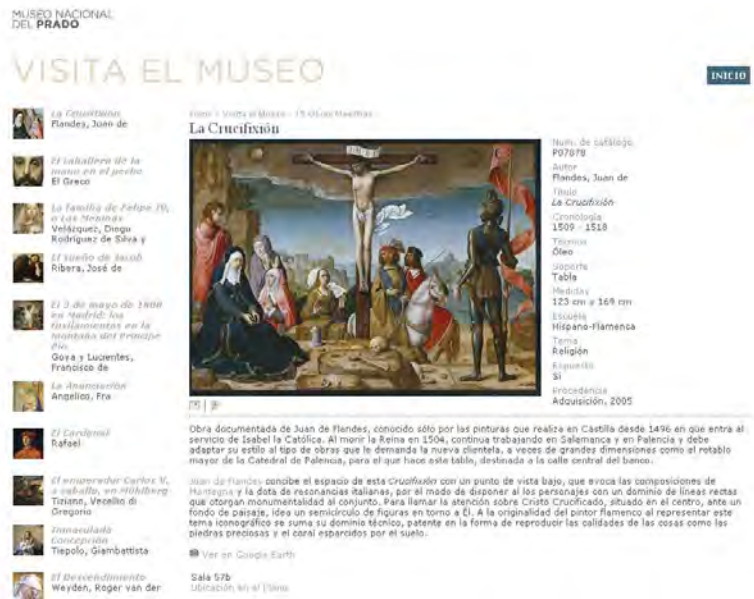 MUSEO NACIONAL
DEL PRADO
VISITA EL MUSEO
INICIO
La Crucifixión
Flandes, Juan de
El caballero de la
mano en el pecho
El Greco
La familia de Felipe IV,
o Las Meninas
Velázquez, Diego
Rodríguez de Silva y
El sueño de Jacob
Ribera, José de
El 3 de mayo de 1808
en Madrid: los
fusilamientos en la
montaña del Príncipe
Pío
Goya y Lucientes,
Francisco de
La Anunciación
Angelico, Fra
El Cardenal
Rafael
El emperador Carlos V,
a caballo, en Mühlberg
Tiziano, Vecellio di
Gregorio
Inmaculada
Concepción
Tiepolo, Giambattista
El Descendimiento
Weyden, Roger van der
Home > Visita el Museo > 15 Obras Maestras
La Crucifixión
INRI
Num. de catálogo
P07878
Autor
Flandes, Juan de
Título
La Crucifixión
Cronología
1509 - 1518
Técnica
Óleo
Soporte
Tabla
Medidas
123 cm x 169 cm
Escuela
Hispano-Flamenca
Tema
Religión
Expuesto
Si
Procedencia
Adquisición, 2005
Obra documentada de Juan de Flandes, conocido sólo por las pinturas que realiza en Castilla desde 1496 en que entra al
servicio de Isabel la Católica. Al morir la Reina en 1504, continúa trabajando en Salamanca y en Palencia y debe
adaptar su estilo al tipo de obras que le demanda la nueva clientela, a veces de grandes dimensiones como el retablo
mayor de la Catedral de Palencia, para el que hace esta tabla, destinada a la calle central del banco.
Juan de Flandes concibe el espacio de esta Crucifixión con un punto de vista bajo, que evoca las composiciones de
Mantegna y la dota de resonancias italianas, por el modo de disponer al los personajes con un dominio de líneas rectas
que otorgan monumentalidad al conjunto. Para llamar la atención sobre Cristo Crucificado, situado en el centro, ante un
fondo de paisaje, idea un semicírculo de figuras en torno a Él. A la originalidad del pintor flamenco al representar este
tema iconográfico se suma su dominio técnico, patente en la forma de reproducir las calidades de las cosas como las
piedras preciosas y el coral esparcidos por el suelo.
Ver en Google Earth
Sala 57b
Ubicación en el Plano